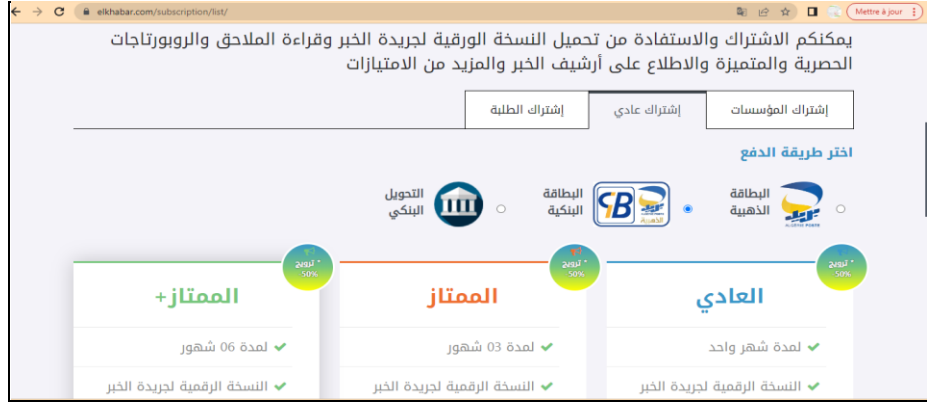 elkhabar.com/subscription/list/
Mettre à jour
يمكنكم الاشتراك والاستفادة من تحميل النسخة الورقية لجريدة الخبر وقراءة الملاحق والروبورتاجات
الحصرية والمتميزة والاطلاع على أرشيف الخبر والمزيد من الامتيازات
إشتراك المؤسسات
إشتراك عادي
إشتراك الطلبة
اختر طريقة الدفع
البطاقة
الذهبية
البطاقة
البنكية
التحويل
البنكي
* ترويج
50%
* ترويج
50%
* ترويج
50%
العادي
الممتاز
الممتاز+
لمدة شهر واحد
لمدة 03 شهور
لمدة 06 شهور
النسخة الرقمية لجريدة الخبر
النسخة الرقمية لجريدة الخبر
النسخة الرقمية لجريدة الخبر